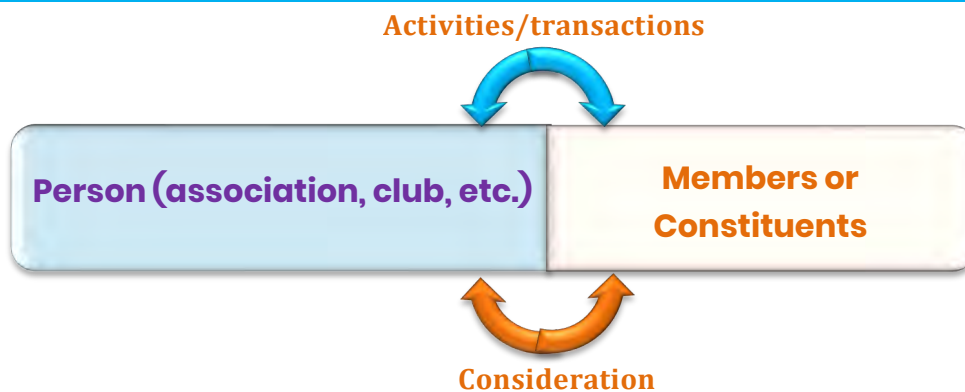 Activities/transactions
Person (association, club, etc.)
Members or
Constituents
Consideration